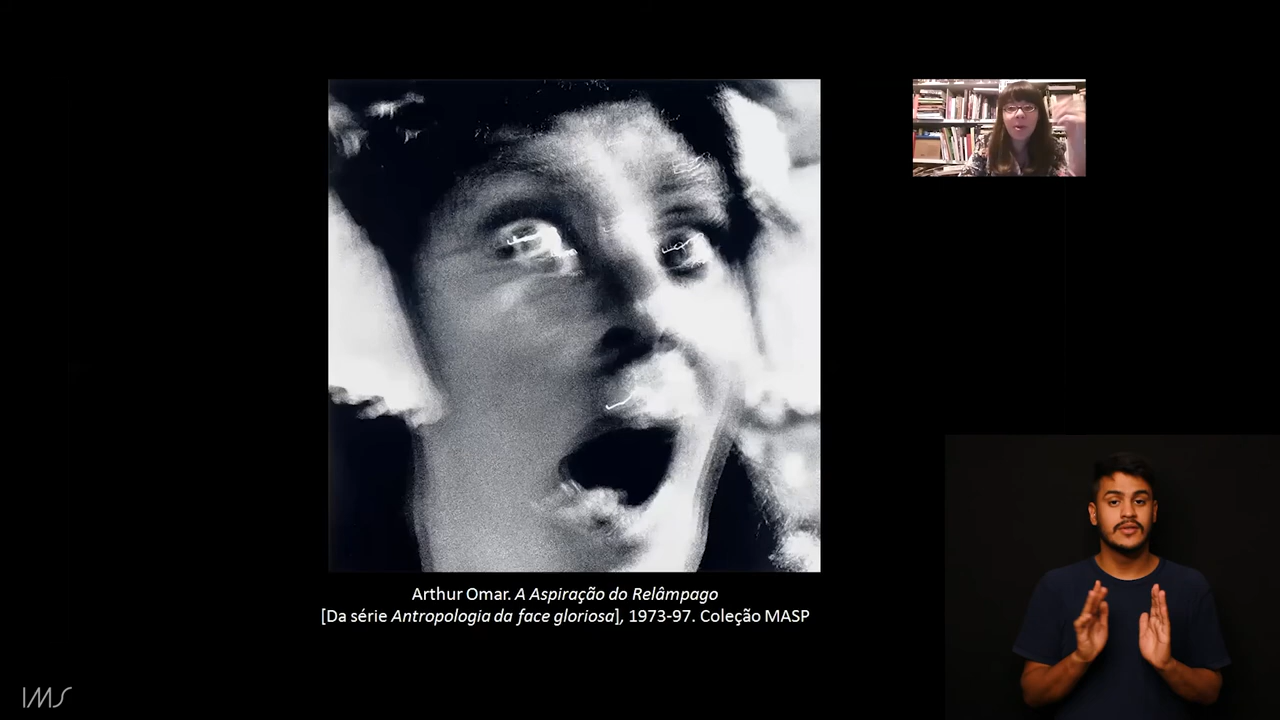 Arthur Omar. A Aspiração do Relâmpago
[Da série Antropologia da face gloriosa], 1973-97. Coleção MASP
IMS